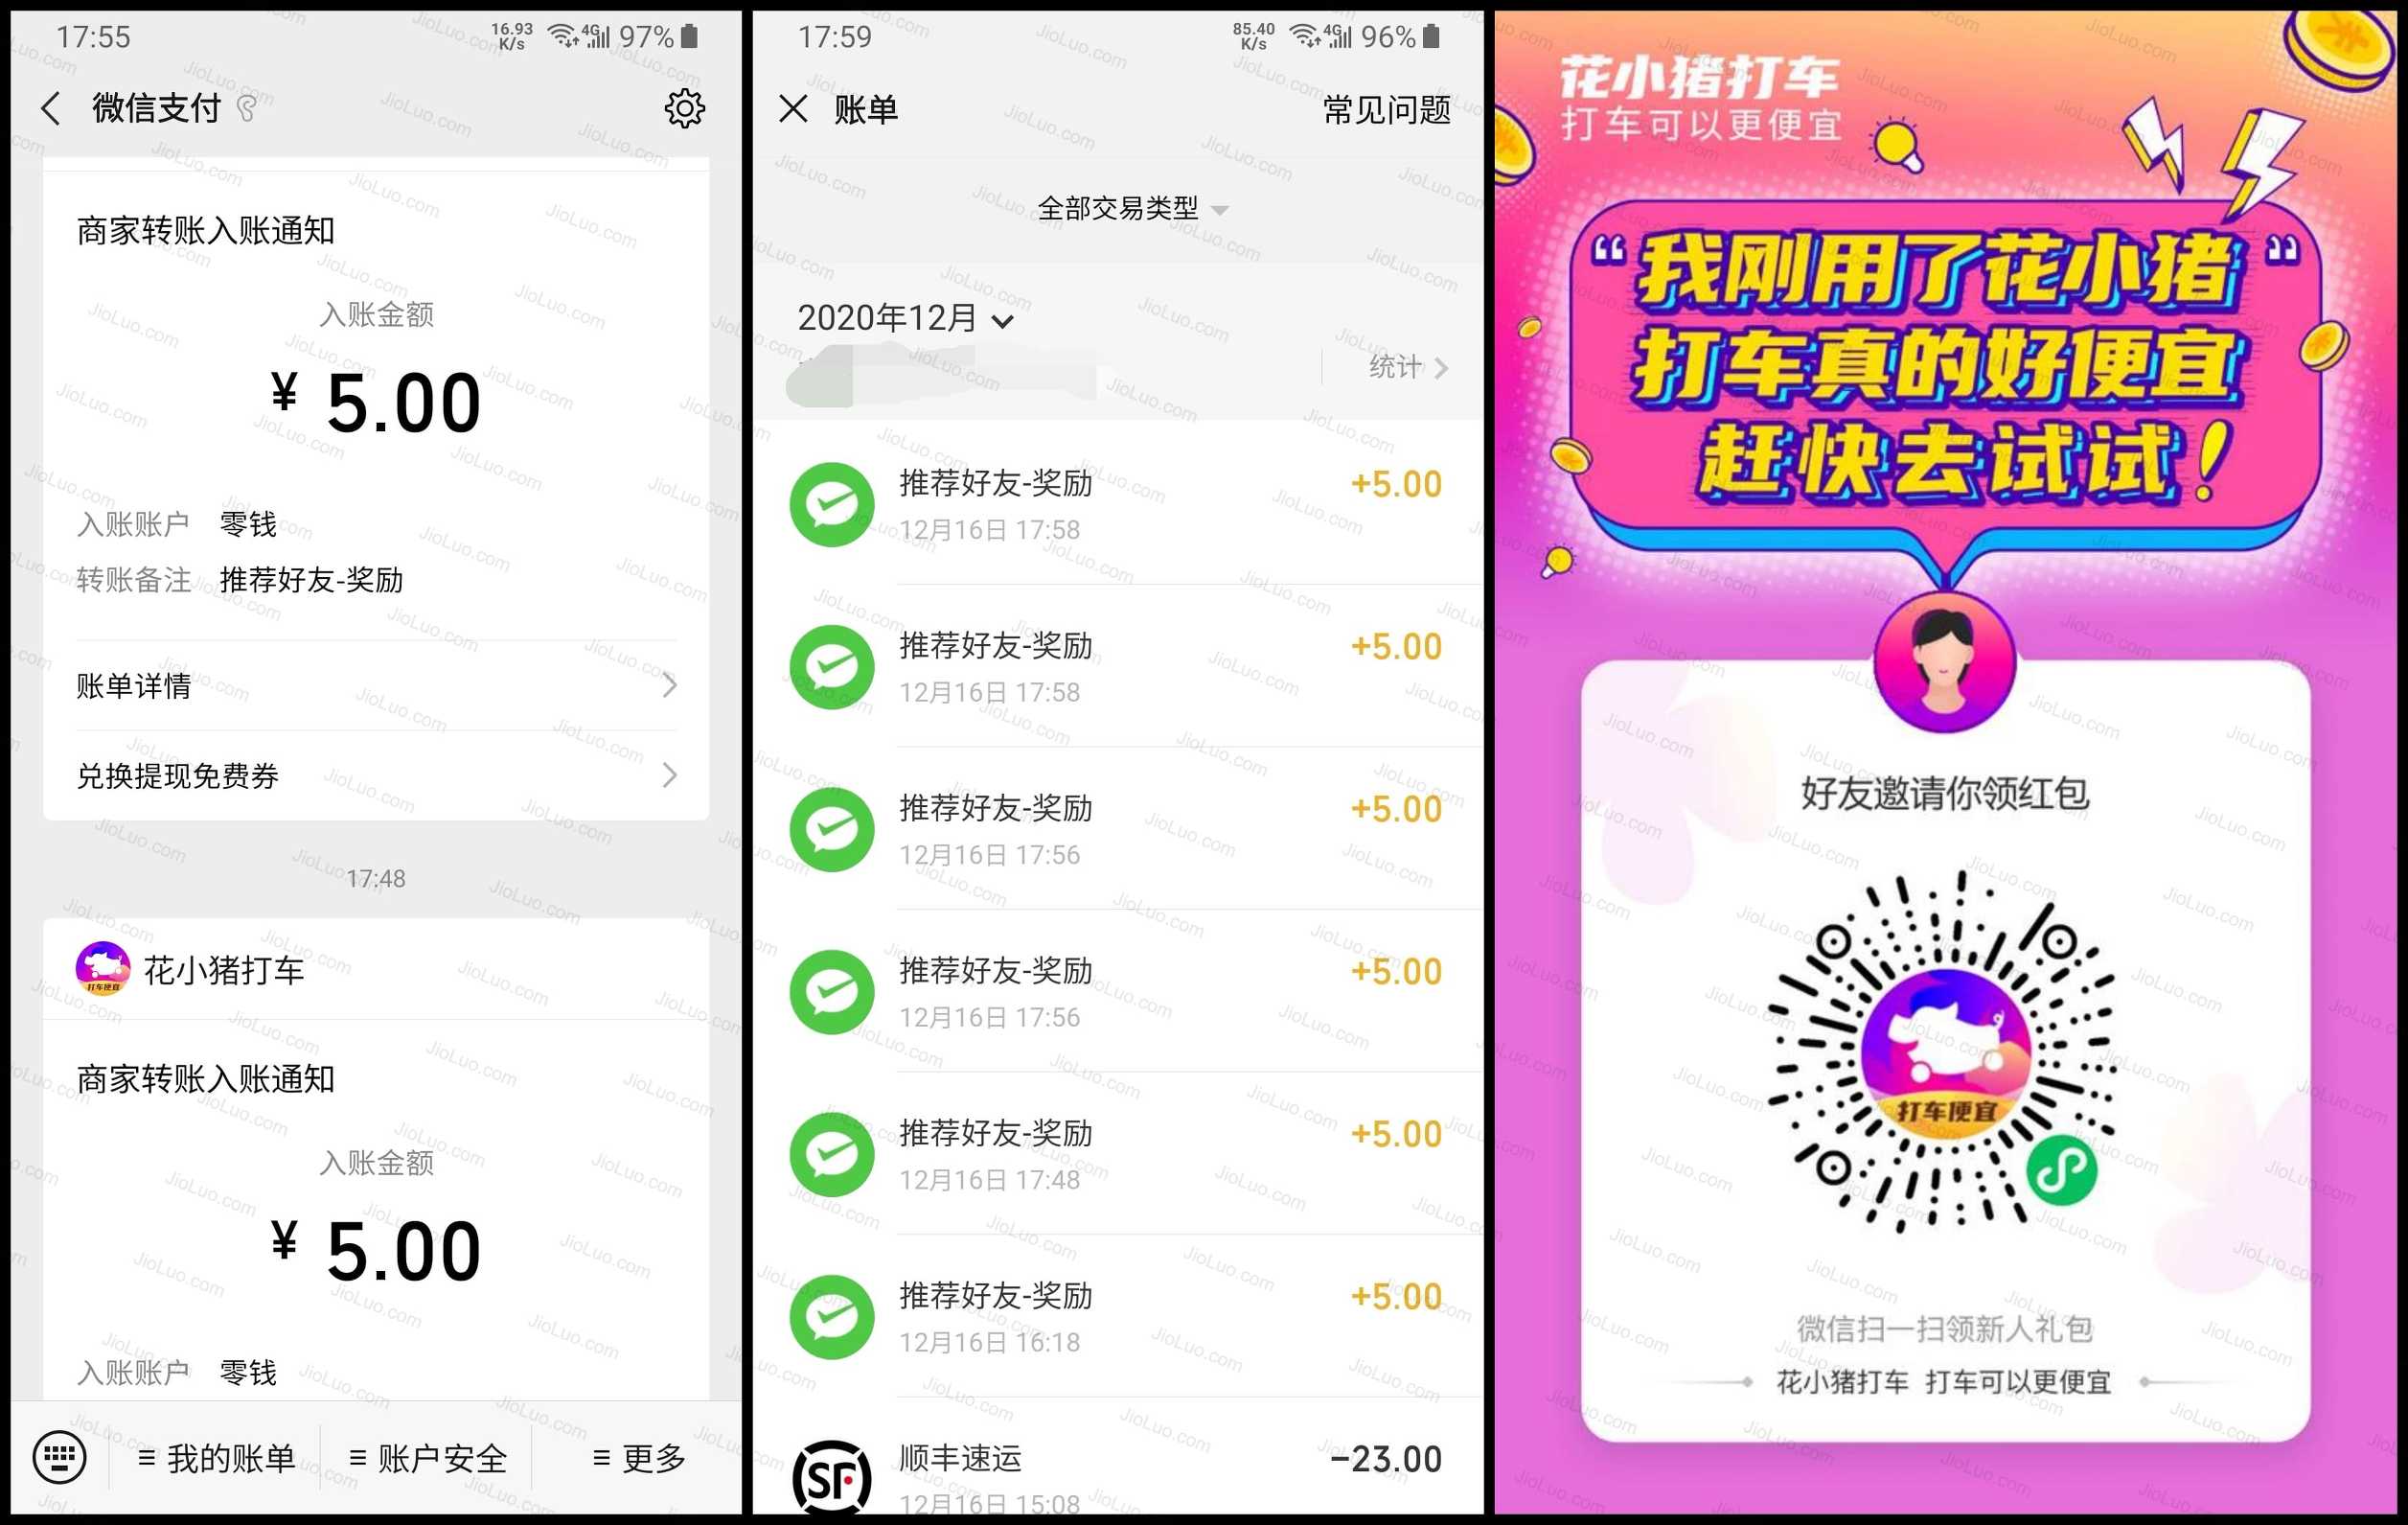 17:55
16.93
K/s
4G
97%
微信支付
商家转账入账通知
入账金额
¥ 5.00
入账账户 零钱
转账备注 推荐好友-奖励
账单详情
兑换提现免费券
17:48
打车便宜
花小猪打车
商家转账入账通知
入账金额
¥ 5.00
入账账户 零钱
我的账单
账户安全
更多
17:59
85.40
K/s
4G
96%
账单
常见问题
全部交易类型
2020年12月
统计
推荐好友-奖励 +5.00
12月16日 17:58
推荐好友-奖励 +5.00
12月16日 17:58
推荐好友-奖励 +5.00
12月16日 17:56
推荐好友-奖励 +5.00
12月16日 17:56
推荐好友-奖励 +5.00
12月16日 17:48
推荐好友-奖励 +5.00
12月16日 16:18
SF
顺丰速运 -23.00
12月16日 15:08
花小猪打车
打车可以更便宜
“我刚用了花小猪”
打车真的好便宜
赶快去试试！
好友邀请你领红包
打车便宜
微信扫一扫领新人礼包
花小猪打车 打车可以更便宜
JioLuo.com